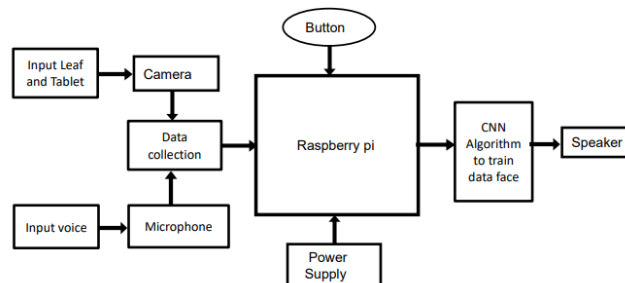 Button
Input Leaf
and Tablet
Camera
Data
collection
Raspberry pi
CNN
Algorithm
to train
data face
Speaker
Input voice
Microphone
Power
Supply